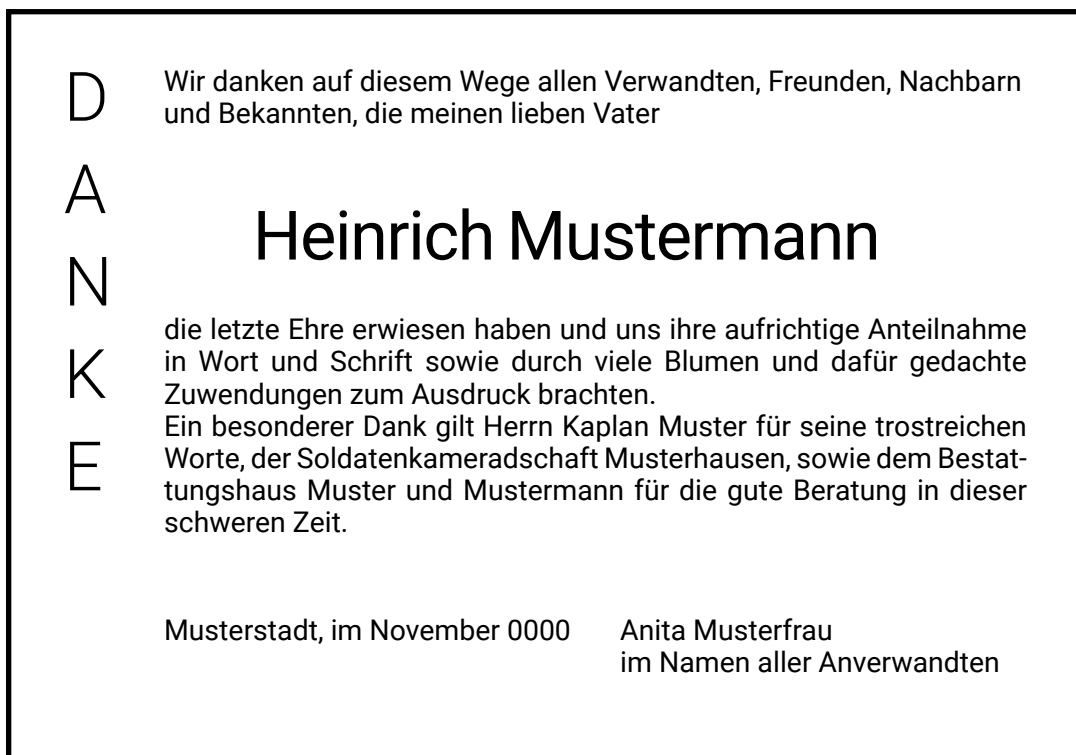 DANKE
Wir danken auf diesem Wege allen Verwandten, Freunden, Nachbarn
und Bekannten, die meinen lieben Vater
Heinrich Mustermann
die letzte Ehre erwiesen haben und uns ihre aufrichtige Anteilnahme
in Wort und Schrift sowie durch viele Blumen und dafür gedachte
Zuwendungen zum Ausdruck brachten.
Ein besonderer Dank gilt Herrn Kaplan Muster für seine trostreichen
Worte, der Soldatenkameradschaft Musterhausen, sowie dem Bestat-
tungshaus Muster und Mustermann für die gute Beratung in dieser
schweren Zeit.
Musterstadt, im November 0000 Anita Musterfrau
im Namen aller Anverwandten